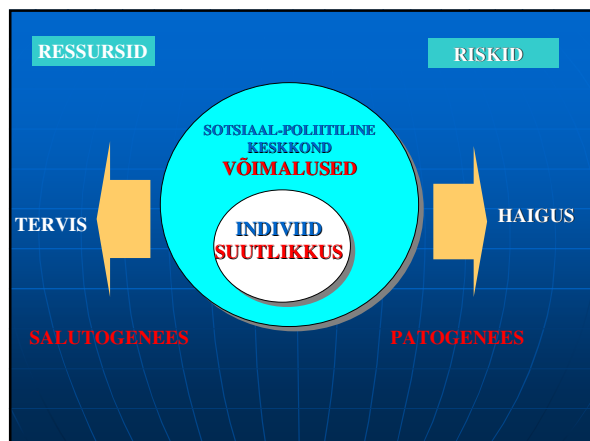 RESSURSID
RISKID
SOTSIAAL-POLIITILINE
KESKKOND
VÕIMALUSED
INDIVIID
SUUTLIKKUS
TERVIS
HAIGUS
SALUTOGENEES
PATOGENEES